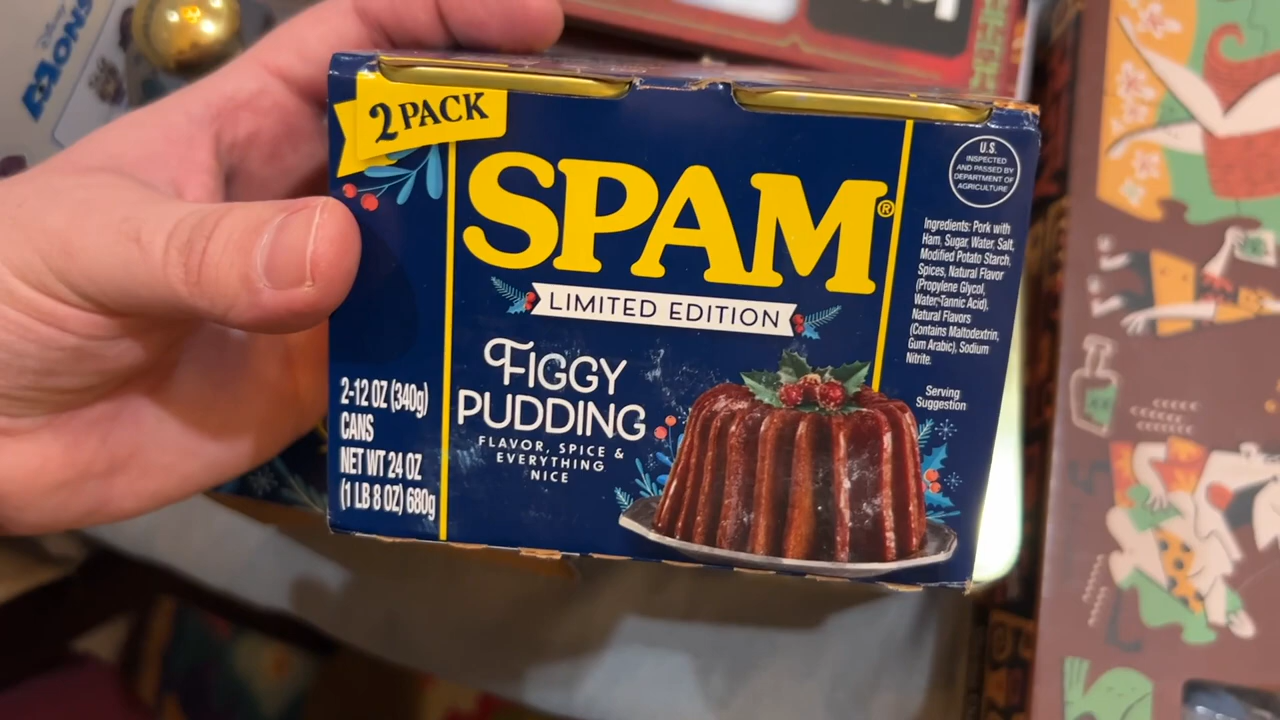 2 PACK
SPAM®
LIMITED EDITION
FIGGY
PUDDING
FLAVOR, SPICE &
EVERYTHING
NICE
2-12 OZ (340g)
CANS
NET WT 24 OZ
(1 LB 8 OZ) 680g
U.S.
INSPECTED
AND PASSED BY
DEPARTMENT OF
AGRICULTURE
Ingredients: Pork with
Ham, Sugar, Water, Salt,
Modified Potato Starch,
Spices, Natural Flavor
(Propylene Glycol,
Water, Tannic Acid),
Natural Flavors
(Contains Maltodextrin,
Gum Arabic), Sodium
Nitrite.
Serving
Suggestion
Disney